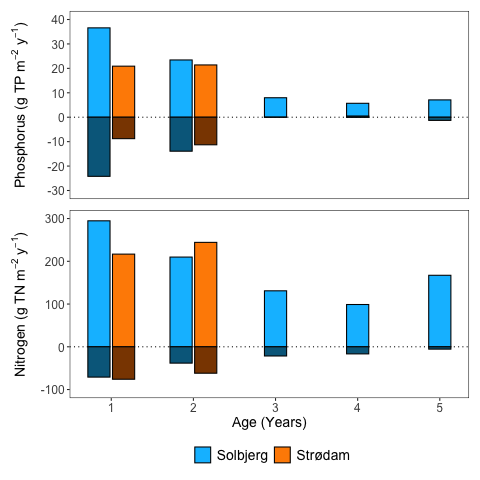 Phosphorus (g TP m⁻² y⁻¹)
40
30
20
10
0
-10
-20
-30
Nitrogen (g TN m⁻² y⁻¹)
300
200
100
0
-100
1 2 3 4 5
Age (Years)
Solbjerg Strødam